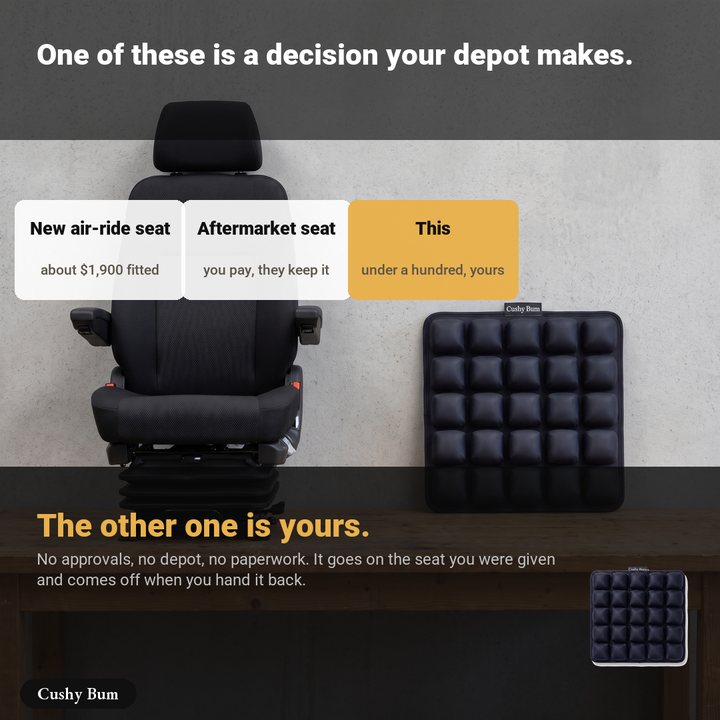 One of these is a decision your depot makes.
New air-ride seat
about $1,900 fitted
Aftermarket seat
you pay, they keep it
This
under a hundred, yours
Cushy Bum
The other one is yours.
No approvals, no depot, no paperwork. It goes on the seat you were given
and comes off when you hand it back.
Cushy Bum